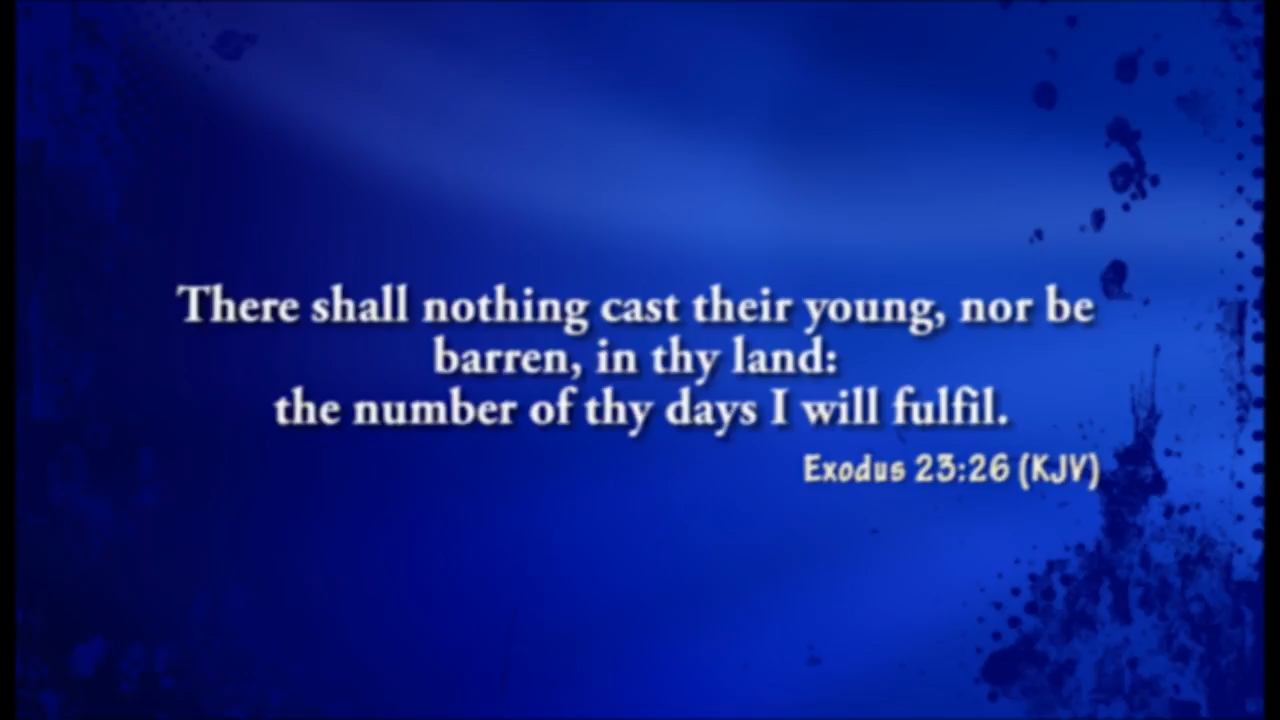 There shall nothing cast their young, nor be
barren, in thy land:
the number of thy days I will fulfil.
Exodus 23:26 (KJV)